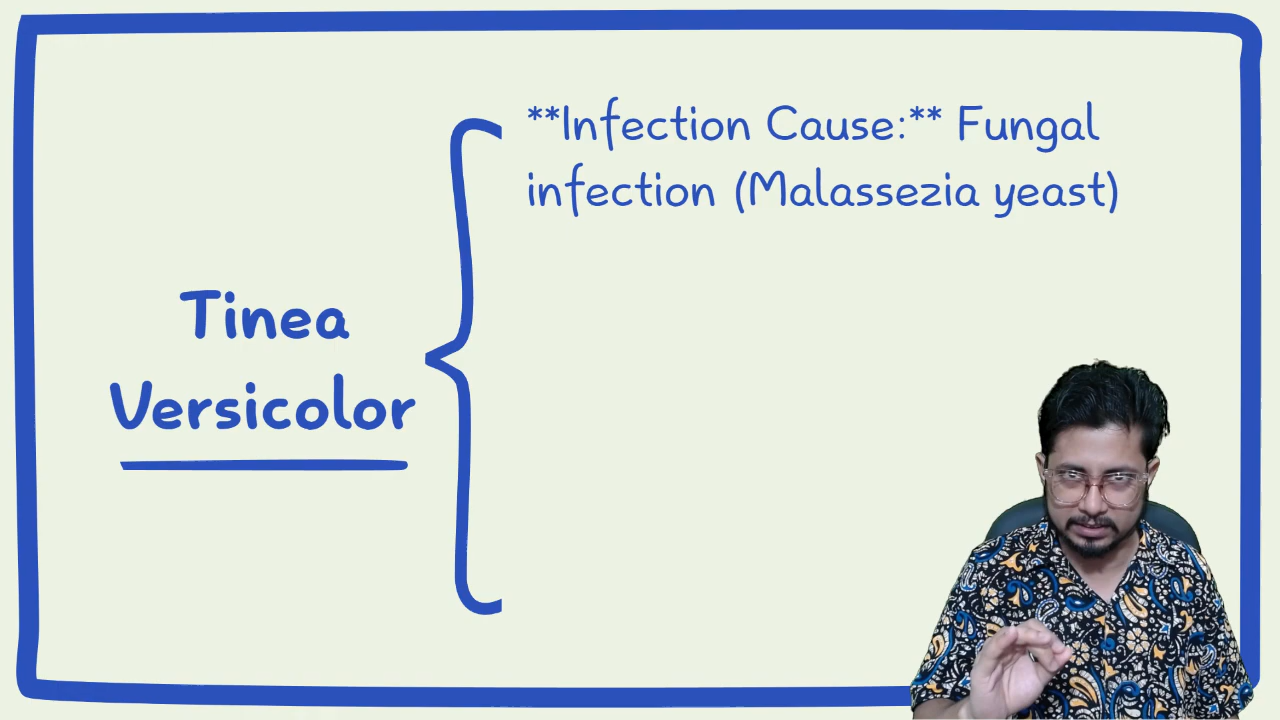 Tinea
Versicolor
**Infection Cause:** Fungal
infection (Malassezia yeast)